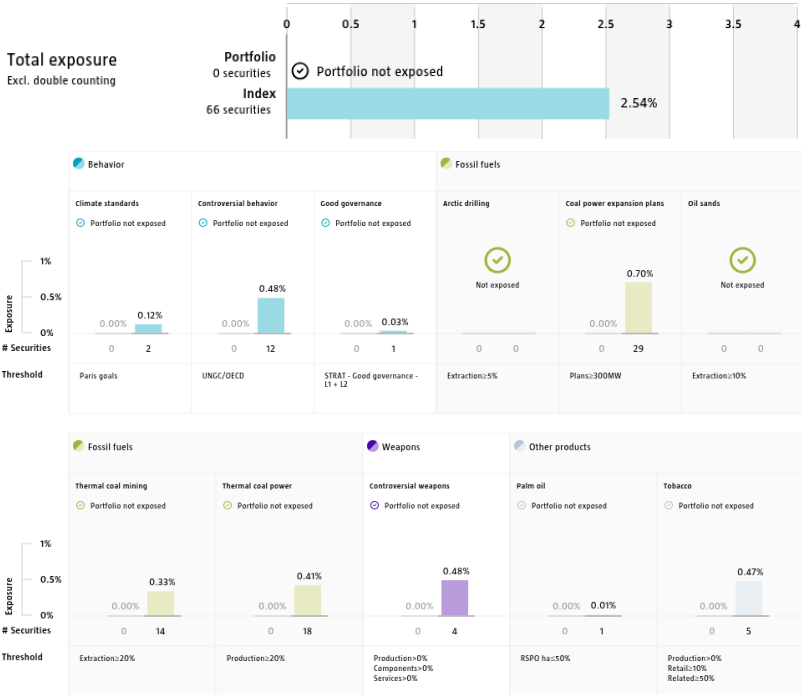 0 0.5 1 1.5 2 2.5 3 3.5 4
Total exposure
Excl. double counting
Portfolio
0 securities
Portfolio not exposed
Index
66 securities
2.54%
Behavior
Fossil fuels
Climate standards
Controversial behavior
Good governance
Arctic drilling
Coal power expansion plans
Oil sands
Portfolio not exposed
Portfolio not exposed
Portfolio not exposed
Portfolio not exposed
Not exposed
Not exposed
Exposure
1%
0.5%
0%
0.00% 0.12%
0.00% 0.48%
0.00% 0.03%
0.00% 0.70%
# Securities
0 2
0 12
0 1
0 0
0 29
0 0
Threshold
Paris goals
UNGC/OECD
STRAT - Good governance -
L1 + L2
Extraction≥5%
Plans≥300MW
Extraction≥10%
Fossil fuels
Weapons
Other products
Thermal coal mining
Thermal coal power
Controversial weapons
Palm oil
Tobacco
Portfolio not exposed
Portfolio not exposed
Portfolio not exposed
Portfolio not exposed
Portfolio not exposed
Exposure
1%
0.5%
0%
0.00% 0.33%
0.00% 0.41%
0.00% 0.48%
0.00% 0.01%
0.00% 0.47%
# Securities
0 14
0 18
0 4
0 1
0 5
Threshold
Extraction≥20%
Production≥20%
Production>0%
Components>0%
Services>0%
RSPO ha≤50%
Production>0%
Retail≥10%
Related≥50%